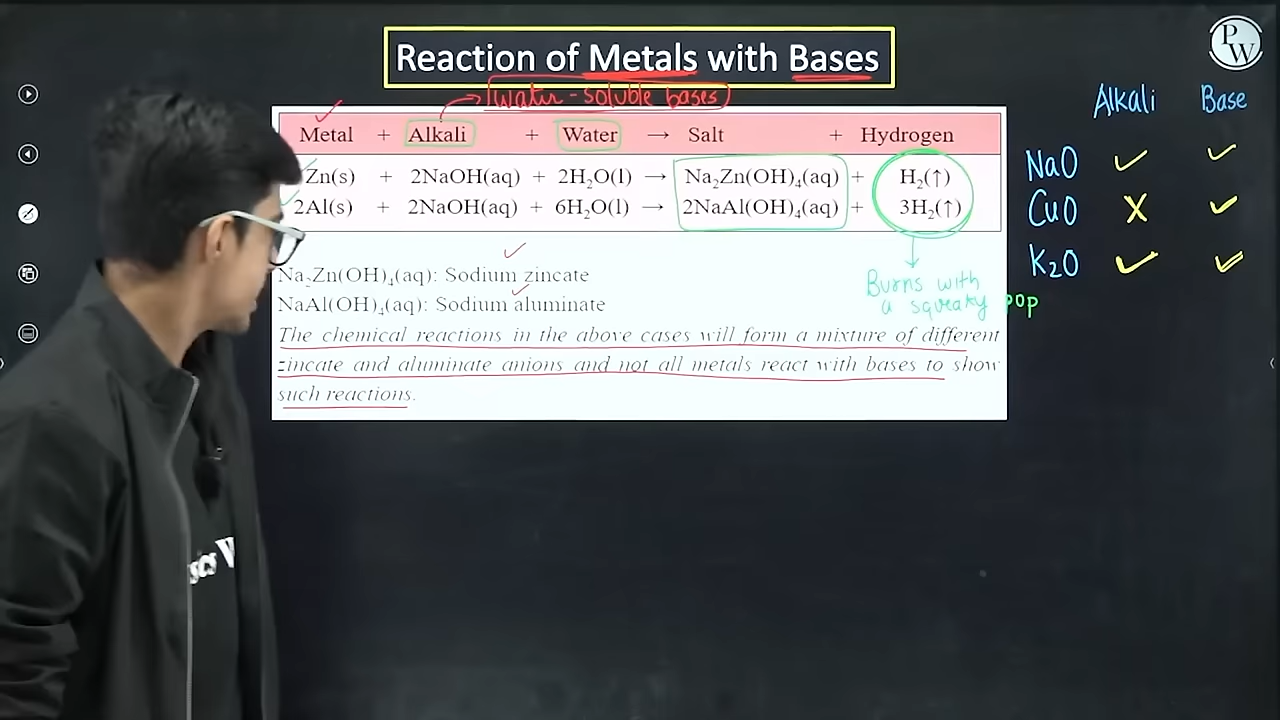 Reaction of Metals with Bases
PW
water-soluble bases
Alkali Base
Metal + Alkali + Water → Salt + Hydrogen
Zn(s) + 2NaOH(aq) + 2H₂O(l) → Na₂Zn(OH)₄(aq) + H₂(↑)
2Al(s) + 2NaOH(aq) + 6H₂O(l) → 2NaAl(OH)₄(aq) + 3H₂(↑)
NaO ✓ ✓
CuO X ✓
K₂O ✓ ✓
Na₂Zn(OH)₄(aq): Sodium zincate
NaAl(OH)₄(aq): Sodium aluminate
Burns with
a squeaky pop
The chemical reactions in the above cases will form a mixture of different
zincate and aluminate anions and not all metals react with bases to show
such reactions.